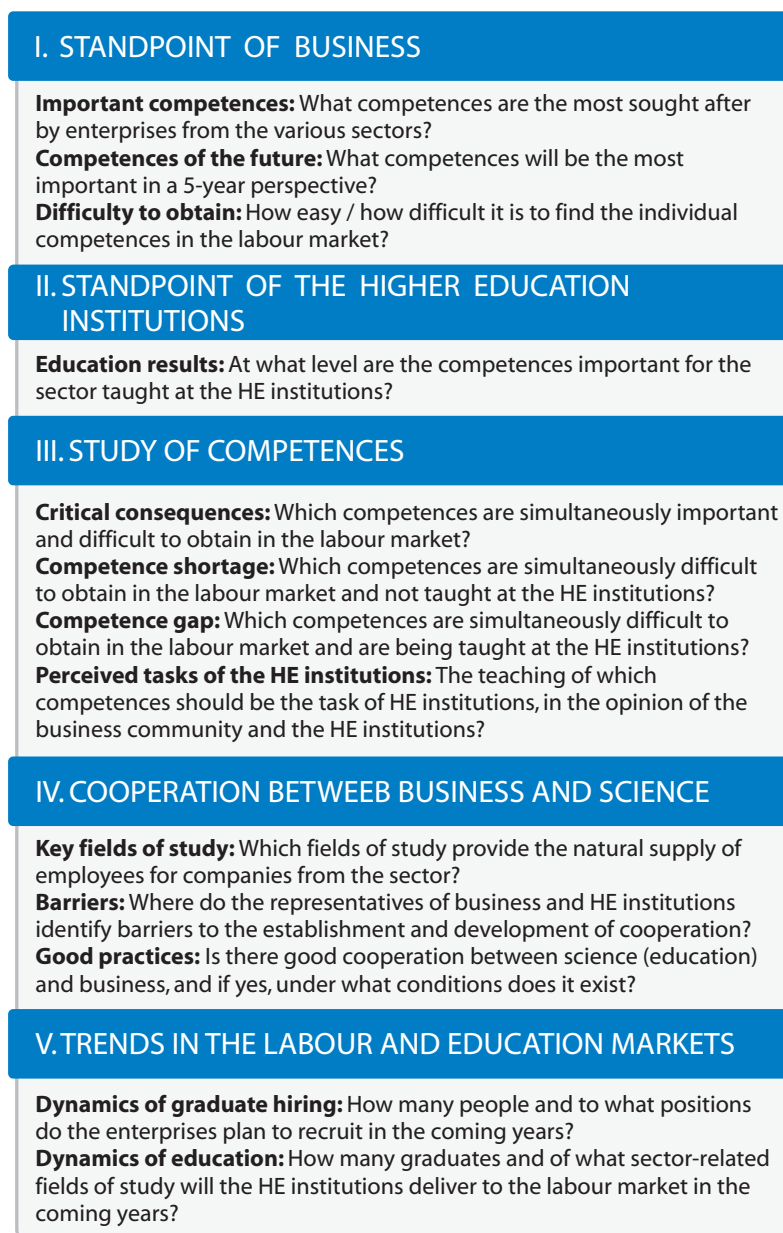 I. STANDPOINT OF BUSINESS
Important competences: What competences are the most sought after
by enterprises from the various sectors?
Competences of the future: What competences will be the most
important in a 5-year perspective?
Difficulty to obtain: How easy / how difficult it is to find the individual
competences in the labour market?
II. STANDPOINT OF THE HIGHER EDUCATION
INSTITUTIONS
Education results: At what level are the competences important for the
sector taught at the HE institutions?
III. STUDY OF COMPETENCES
Critical consequences: Which competences are simultaneously important
and difficult to obtain in the labour market?
Competence shortage: Which competences are simultaneously difficult
to obtain in the labour market and not taught at the HE institutions?
Competence gap: Which competences are simultaneously difficult to
obtain in the labour market and are being taught at the HE institutions?
Perceived tasks of the HE institutions: The teaching of which
competences should be the task of HE institutions, in the opinion of the
business community and the HE institutions?
IV. COOPERATION BETWEEB BUSINESS AND SCIENCE
Key fields of study: Which fields of study provide the natural supply of
employees for companies from the sector?
Barriers: Where do the representatives of business and HE institutions
identify barriers to the establishment and development of cooperation?
Good practices: Is there good cooperation between science (education)
and business, and if yes, under what conditions does it exist?
V. TRENDS IN THE LABOUR AND EDUCATION MARKETS
Dynamics of graduate hiring: How many people and to what positions
do the enterprises plan to recruit in the coming years?
Dynamics of education: How many graduates and of what sector-related
fields of study will the HE institutions deliver to the labour market in the
coming years?